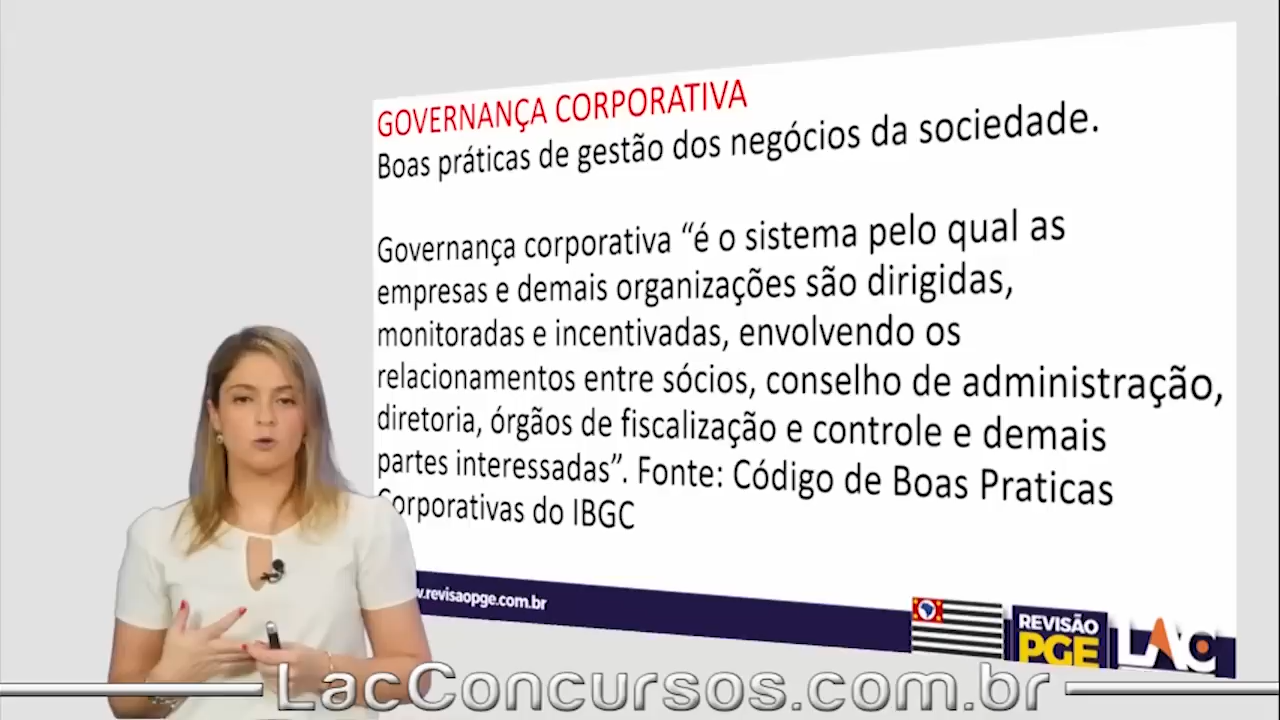 GOVERNANÇA CORPORATIVA
Boas práticas de gestão dos negócios da sociedade.
Governança corporativa “é o sistema pelo qual as
empresas e demais organizações são dirigidas,
monitoradas e incentivadas, envolvendo os
relacionamentos entre sócios, conselho de administração,
diretoria, órgãos de fiscalização e controle e demais
partes interessadas”. Fonte: Código de Boas Praticas
orporativas do IBGC
w.revisaopge.com.br
REVISÃO
PGE
LAC
LacConcursos.com.br